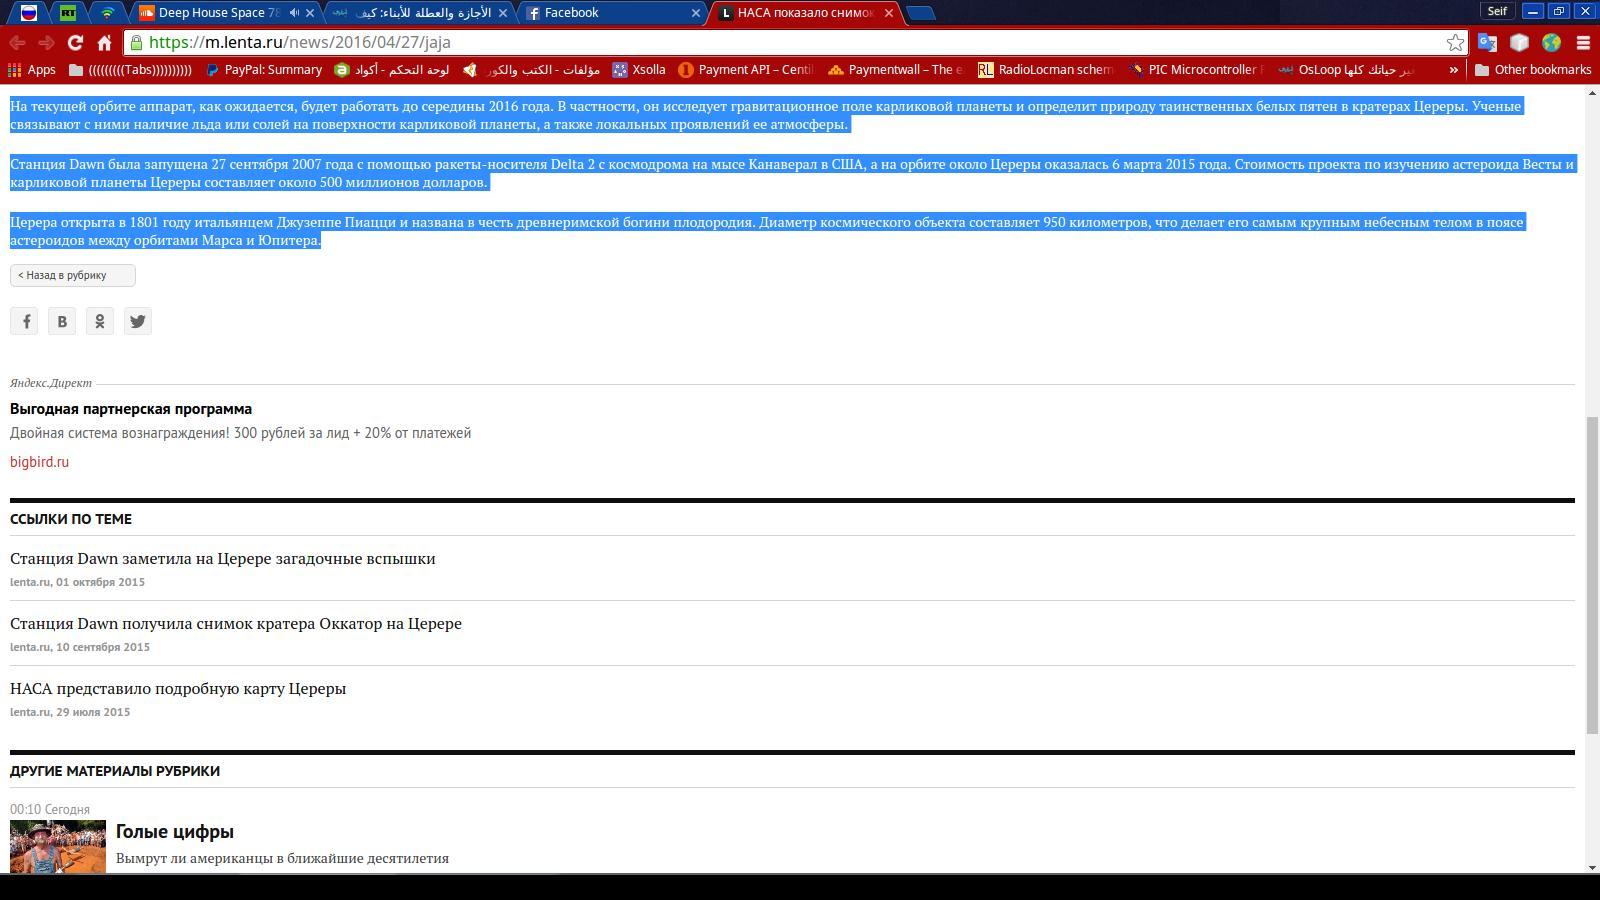 RT
Deep House Space 78
الأجازة والعطلة للأبناء: كيف
Facebook
НАСА показало снимок
Seif
https://m.lenta.ru/news/2016/04/27/jaja
Apps
(((((((((Tabs))))))))))
PayPal: Summary
لوحة التحكم - أكواد
مؤلفات - الكتب والكور
Xsolla
Payment API – Centi
Paymentwall – The e
RadioLocman schem
PIC Microcontroller
OsLoop غير حياتك كلها
»
Other bookmarks
На текущей орбите аппарат, как ожидается, будет работать до середины 2016 года. В частности, он исследует гравитационное поле карликовой планеты и определит природу таинственных белых пятен в кратерах Цереры. Ученые
связывают с ними наличие льда или солей на поверхности карликовой планеты, а также локальных проявлений ее атмосферы.
Станция Dawn была запущена 27 сентября 2007 года с помощью ракеты-носителя Delta 2 с космодрома на мысе Канаверал в США, а на орбите около Цереры оказалась 6 марта 2015 года. Стоимость проекта по изучению астероида Весты и
карликовой планеты Цереры составляет около 500 миллионов долларов.
Церера открыта в 1801 году итальянцем Джузеппе Пиацци и названа в честь древнеримской богини плодородия. Диаметр космического объекта составляет 950 километров, что делает его самым крупным небесным телом в поясе
астероидов между орбитами Марса и Юпитера.
< Назад в рубрику
Яндекс.Директ
Выгодная партнерская программа
Двойная система вознаграждения! 300 рублей за лид + 20% от платежей
bigbird.ru
ССЫЛКИ ПО ТЕМЕ
Станция Dawn заметила на Церере загадочные вспышки
lenta.ru, 01 октября 2015
Станция Dawn получила снимок кратера Оккатор на Церере
lenta.ru, 10 сентября 2015
НАСА представило подробную карту Цереры
lenta.ru, 29 июля 2015
ДРУГИЕ МАТЕРИАЛЫ РУБРИКИ
00:10 Сегодня
Голые цифры
Вымрут ли американцы в ближайшие десятилетия